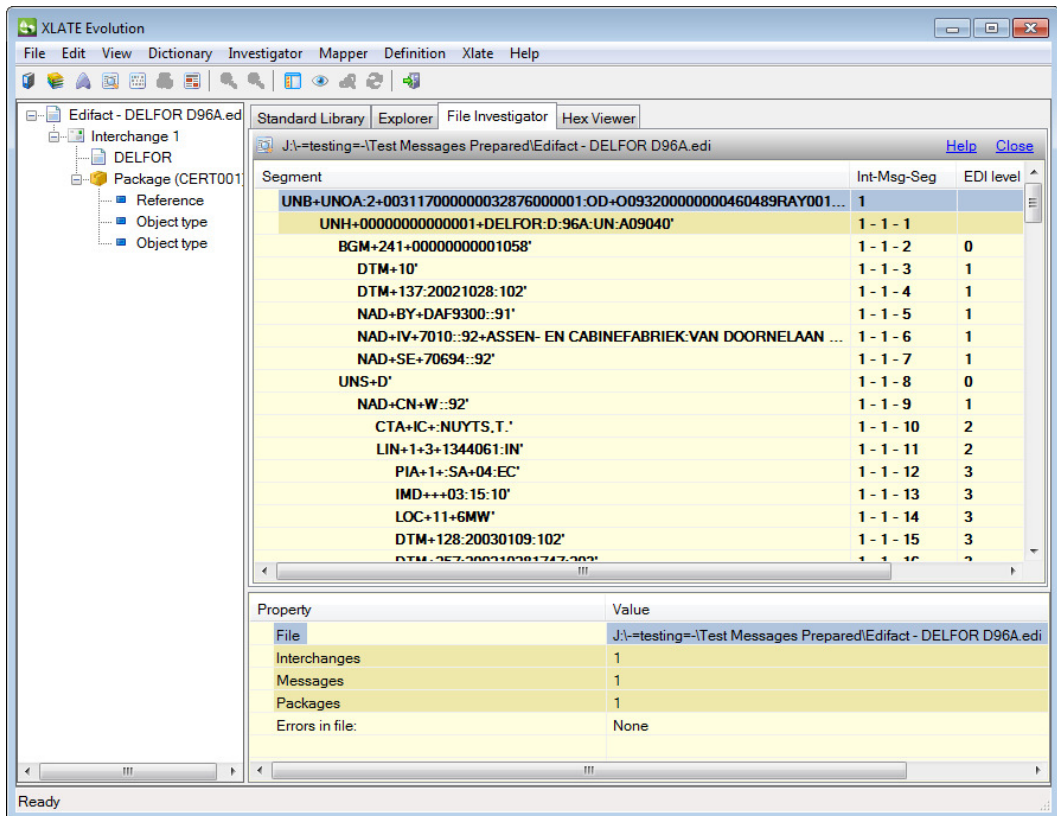 XLATE Evolution
File Edit View Dictionary Investigator Mapper Definition Xlate Help
Edifact - DELFOR D96A.ed
Interchange 1
DELFOR
Package (CERT001
Reference
Object type
Object type
Standard Library Explorer File Investigator Hex Viewer
J:\-=testing=-\Test Messages Prepared\Edifact - DELFOR D96A.edi Help Close
Segment Int-Msg-Seg EDI level
UNB+UNOA:2+003117000000032876000001:OD+O093200000000460489RAY001... 1
UNH+00000000000001+DELFOR:D:96A:UN:A09040' 1 - 1 - 1
BGM+241+00000000001058' 1 - 1 - 2 0
DTM+10' 1 - 1 - 3 1
DTM+137:20021028:102' 1 - 1 - 4 1
NAD+BY+DAF9300::91' 1 - 1 - 5 1
NAD+IV+7010::92+ASSEN- EN CABINEFABRIEK:VAN DOORNELAAN ... 1 - 1 - 6 1
NAD+SE+70694::92' 1 - 1 - 7 1
UNS+D' 1 - 1 - 8 0
NAD+CN+W::92' 1 - 1 - 9 1
CTA+IC+:NUYTS,T.' 1 - 1 - 10 2
LIN+1+3+1344061:IN' 1 - 1 - 11 2
PIA+1+:SA+04:EC' 1 - 1 - 12 3
IMD+++03:15:10' 1 - 1 - 13 3
LOC+11+6MW' 1 - 1 - 14 3
DTM+128:20030109:102' 1 - 1 - 15 3
DTM+257:200210281747:203' 1 - 1 - 16 3
Property Value
File J:\-=testing=-\Test Messages Prepared\Edifact - DELFOR D96A.edi
Interchanges 1
Messages 1
Packages 1
Errors in file: None
Ready